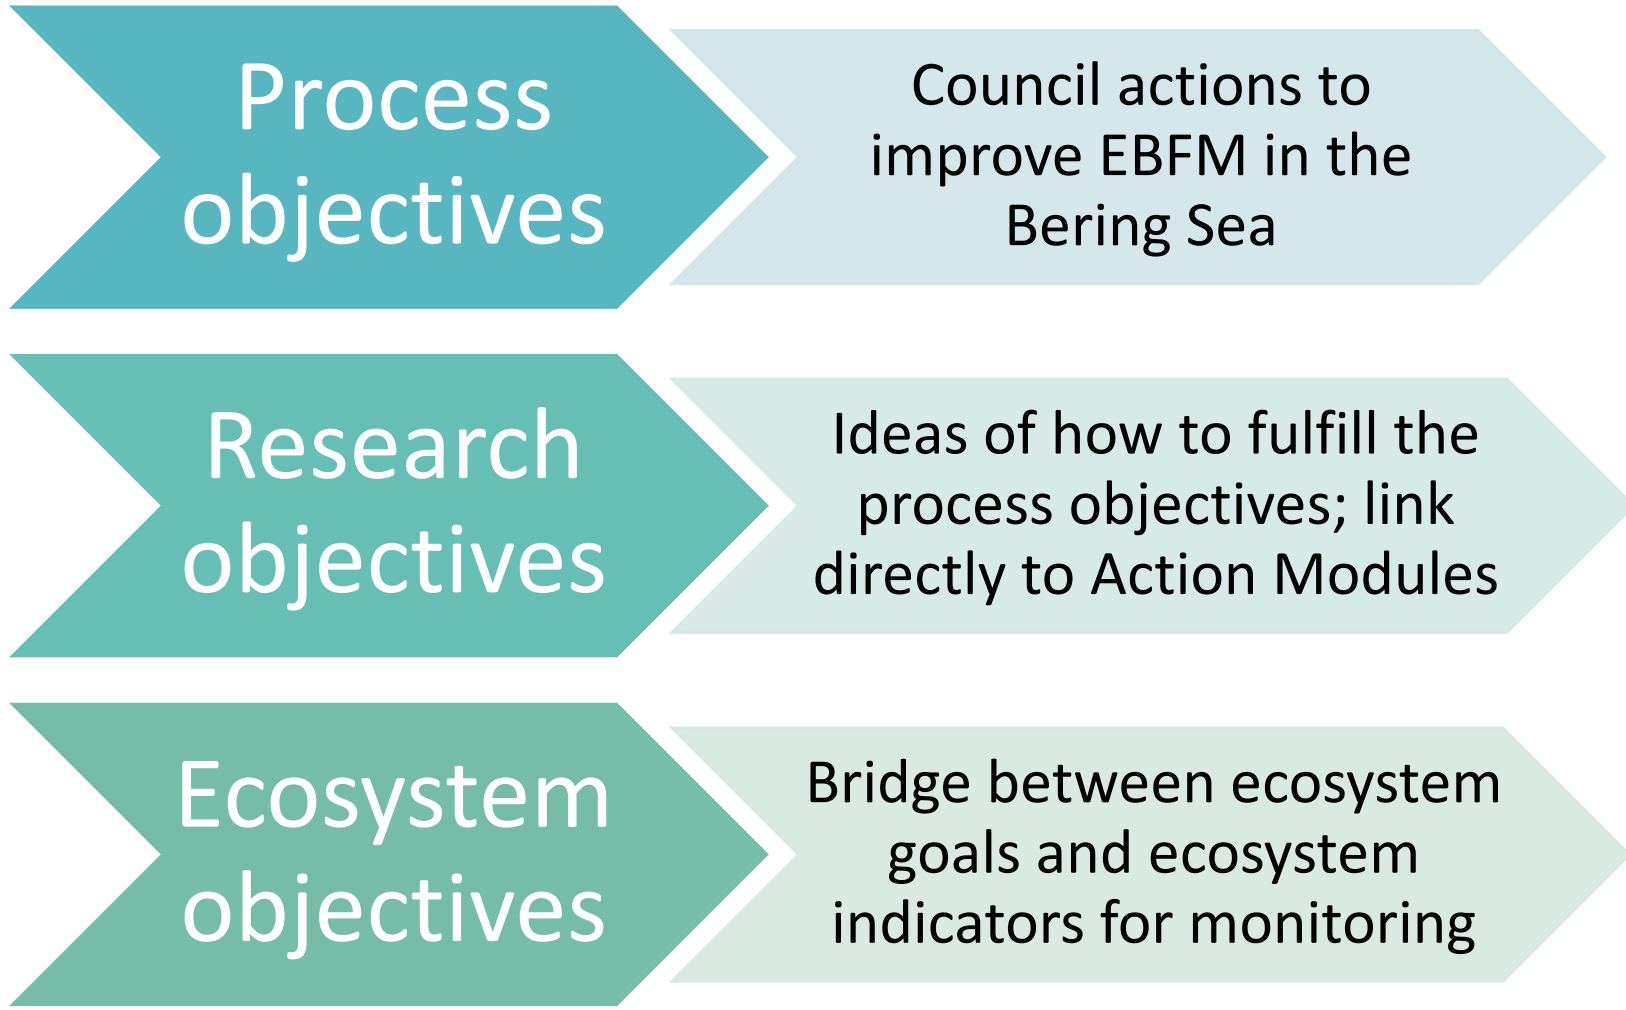 Process
objectives
Council actions to
improve EBFM in the
Bering Sea
Research
objectives
Ideas of how to fulfill the
process objectives; link
directly to Action Modules
Ecosystem
objectives
Bridge between ecosystem
goals and ecosystem
indicators for monitoring